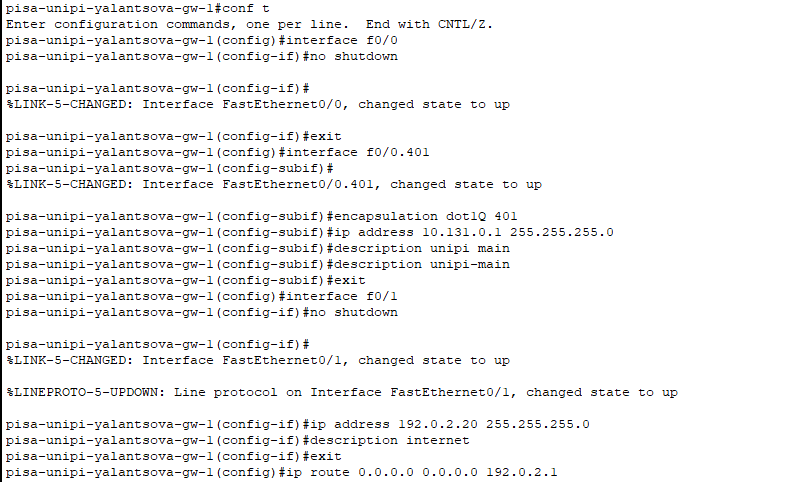 pisa-unipi-yalantsova-gw-1#conf t
Enter configuration commands, one per line.  End with CNTL/Z.
pisa-unipi-yalantsova-gw-1(config)#interface f0/0
pisa-unipi-yalantsova-gw-1(config-if)#no shutdown

pisa-unipi-yalantsova-gw-1(config-if)#
%LINK-5-CHANGED: Interface FastEthernet0/0, changed state to up

pisa-unipi-yalantsova-gw-1(config-if)#exit
pisa-unipi-yalantsova-gw-1(config)#interface f0/0.401
pisa-unipi-yalantsova-gw-1(config-subif)#
%LINK-5-CHANGED: Interface FastEthernet0/0.401, changed state to up

pisa-unipi-yalantsova-gw-1(config-subif)#encapsulation dot1Q 401
pisa-unipi-yalantsova-gw-1(config-subif)#ip address 10.131.0.1 255.255.255.0
pisa-unipi-yalantsova-gw-1(config-subif)#description unipi main
pisa-unipi-yalantsova-gw-1(config-subif)#description unipi-main
pisa-unipi-yalantsova-gw-1(config-subif)#exit
pisa-unipi-yalantsova-gw-1(config)#interface f0/1
pisa-unipi-yalantsova-gw-1(config-if)#no shutdown

pisa-unipi-yalantsova-gw-1(config-if)#
%LINK-5-CHANGED: Interface FastEthernet0/1, changed state to up

%LINEPROTO-5-UPDOWN: Line protocol on Interface FastEthernet0/1, changed state to up

pisa-unipi-yalantsova-gw-1(config-if)#ip address 192.0.2.20 255.255.255.0
pisa-unipi-yalantsova-gw-1(config-if)#description internet
pisa-unipi-yalantsova-gw-1(config-if)#exit
pisa-unipi-yalantsova-gw-1(config)#ip route 0.0.0.0 0.0.0.0 192.0.2.1